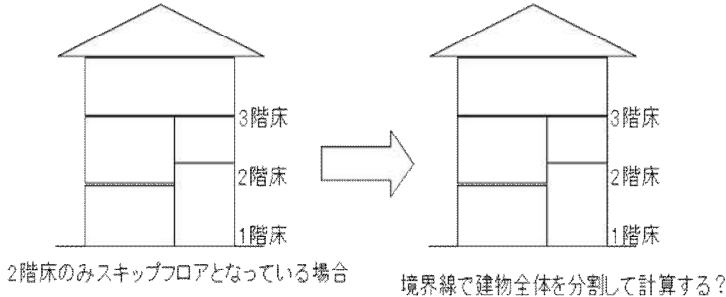 3階床
2階床
1階床
2階床のみスキップフロアとなっている場合
3階床
2階床
1階床
境界線で建物全体を分割して計算する？